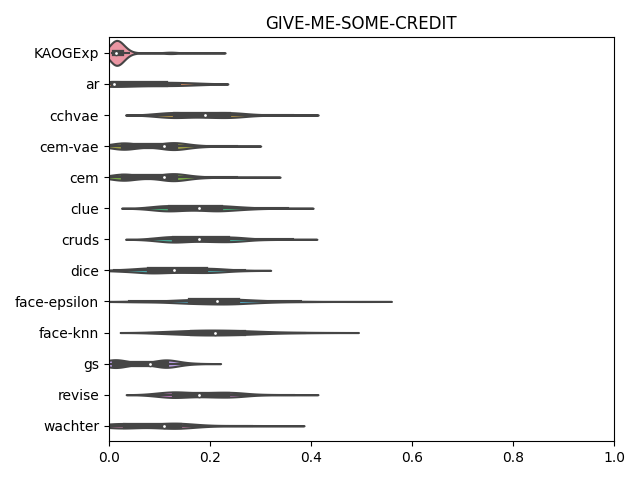 GIVE-ME-SOME-CREDIT
KAOGExp
ar
cchvae
cem-vae
cem
clue
cruds
dice
face-epsilon
face-knn
gs
revise
wachter
0.0 0.2 0.4 0.6 0.8 1.0